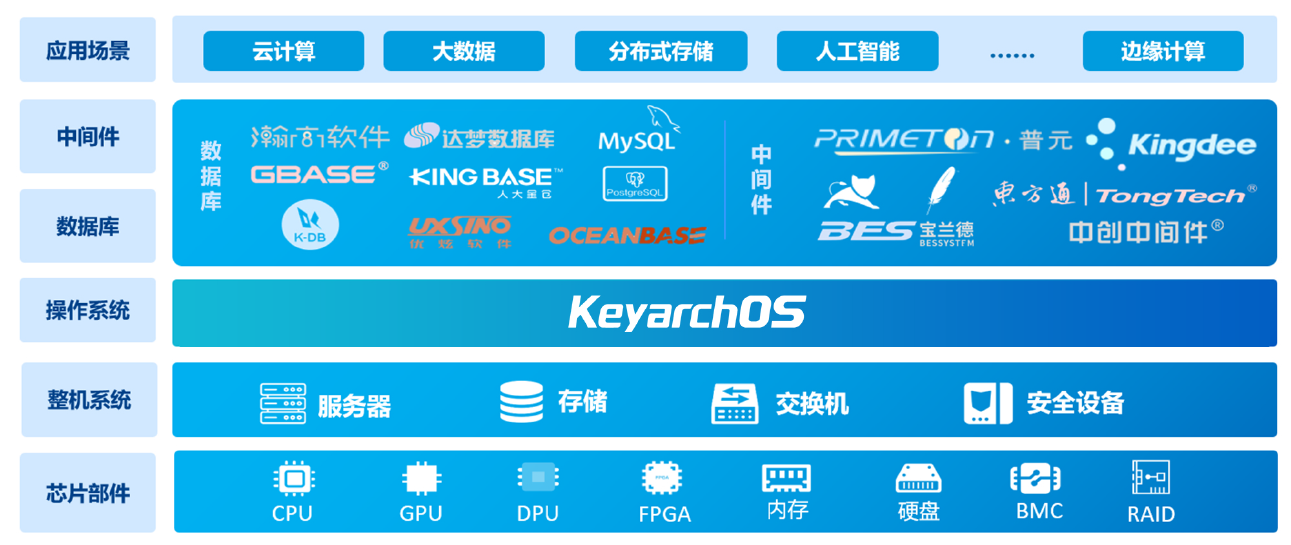 应用场景
云计算
大数据
分布式存储
人工智能
......
边缘计算
中间件
数据库
数据库
瀚高软件
达梦数据库
MySQL
GBASE®
KINGBASE™
人大金仓
PostgreSQL
K-DB
UXSINO
优炫软件
OCEANBASE
中间件
PRIMETON·普元
Kingdee
东方通|TongTech®
BES 宝兰德
BESSYSTEM
中创中间件®
操作系统
KeyarchOS
整机系统
服务器
存储
交换机
安全设备
芯片部件
CPU
GPU
DPU
FPGA
FPGA
内存
硬盘
BMC
RAID